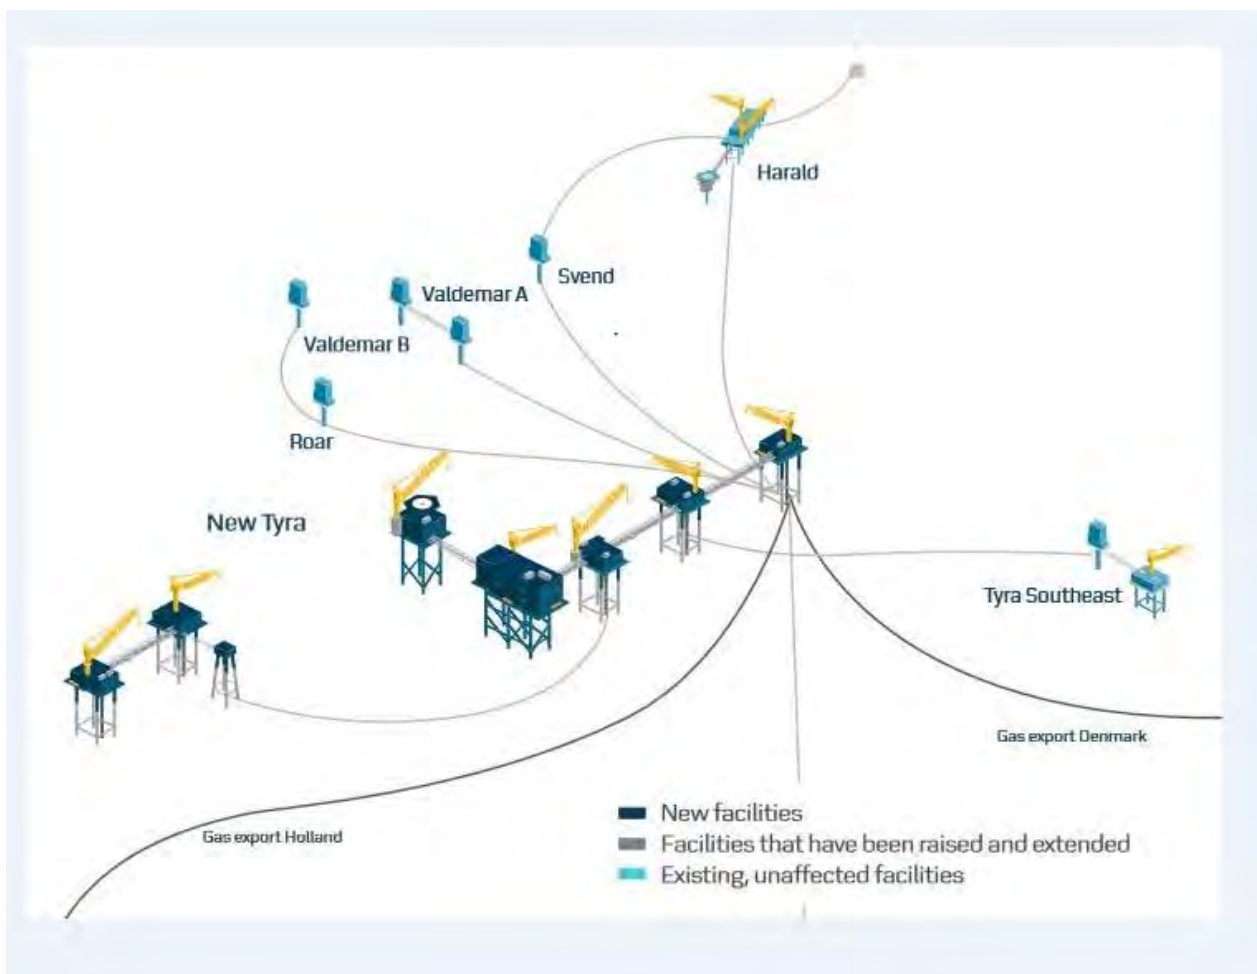 Harald
Svend
Valdemar A
Valdemar B
Roar
New Tyra
Tyra Southeast
Gas export Denmark
Gas export Holland
New facilities
Facilities that have been raised and extended
Existing, unaffected facilities